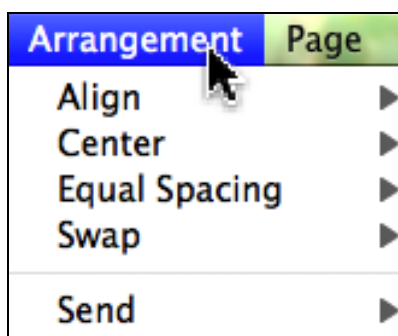 Arrangement Page
Align
Center
Equal Spacing
Swap
Send